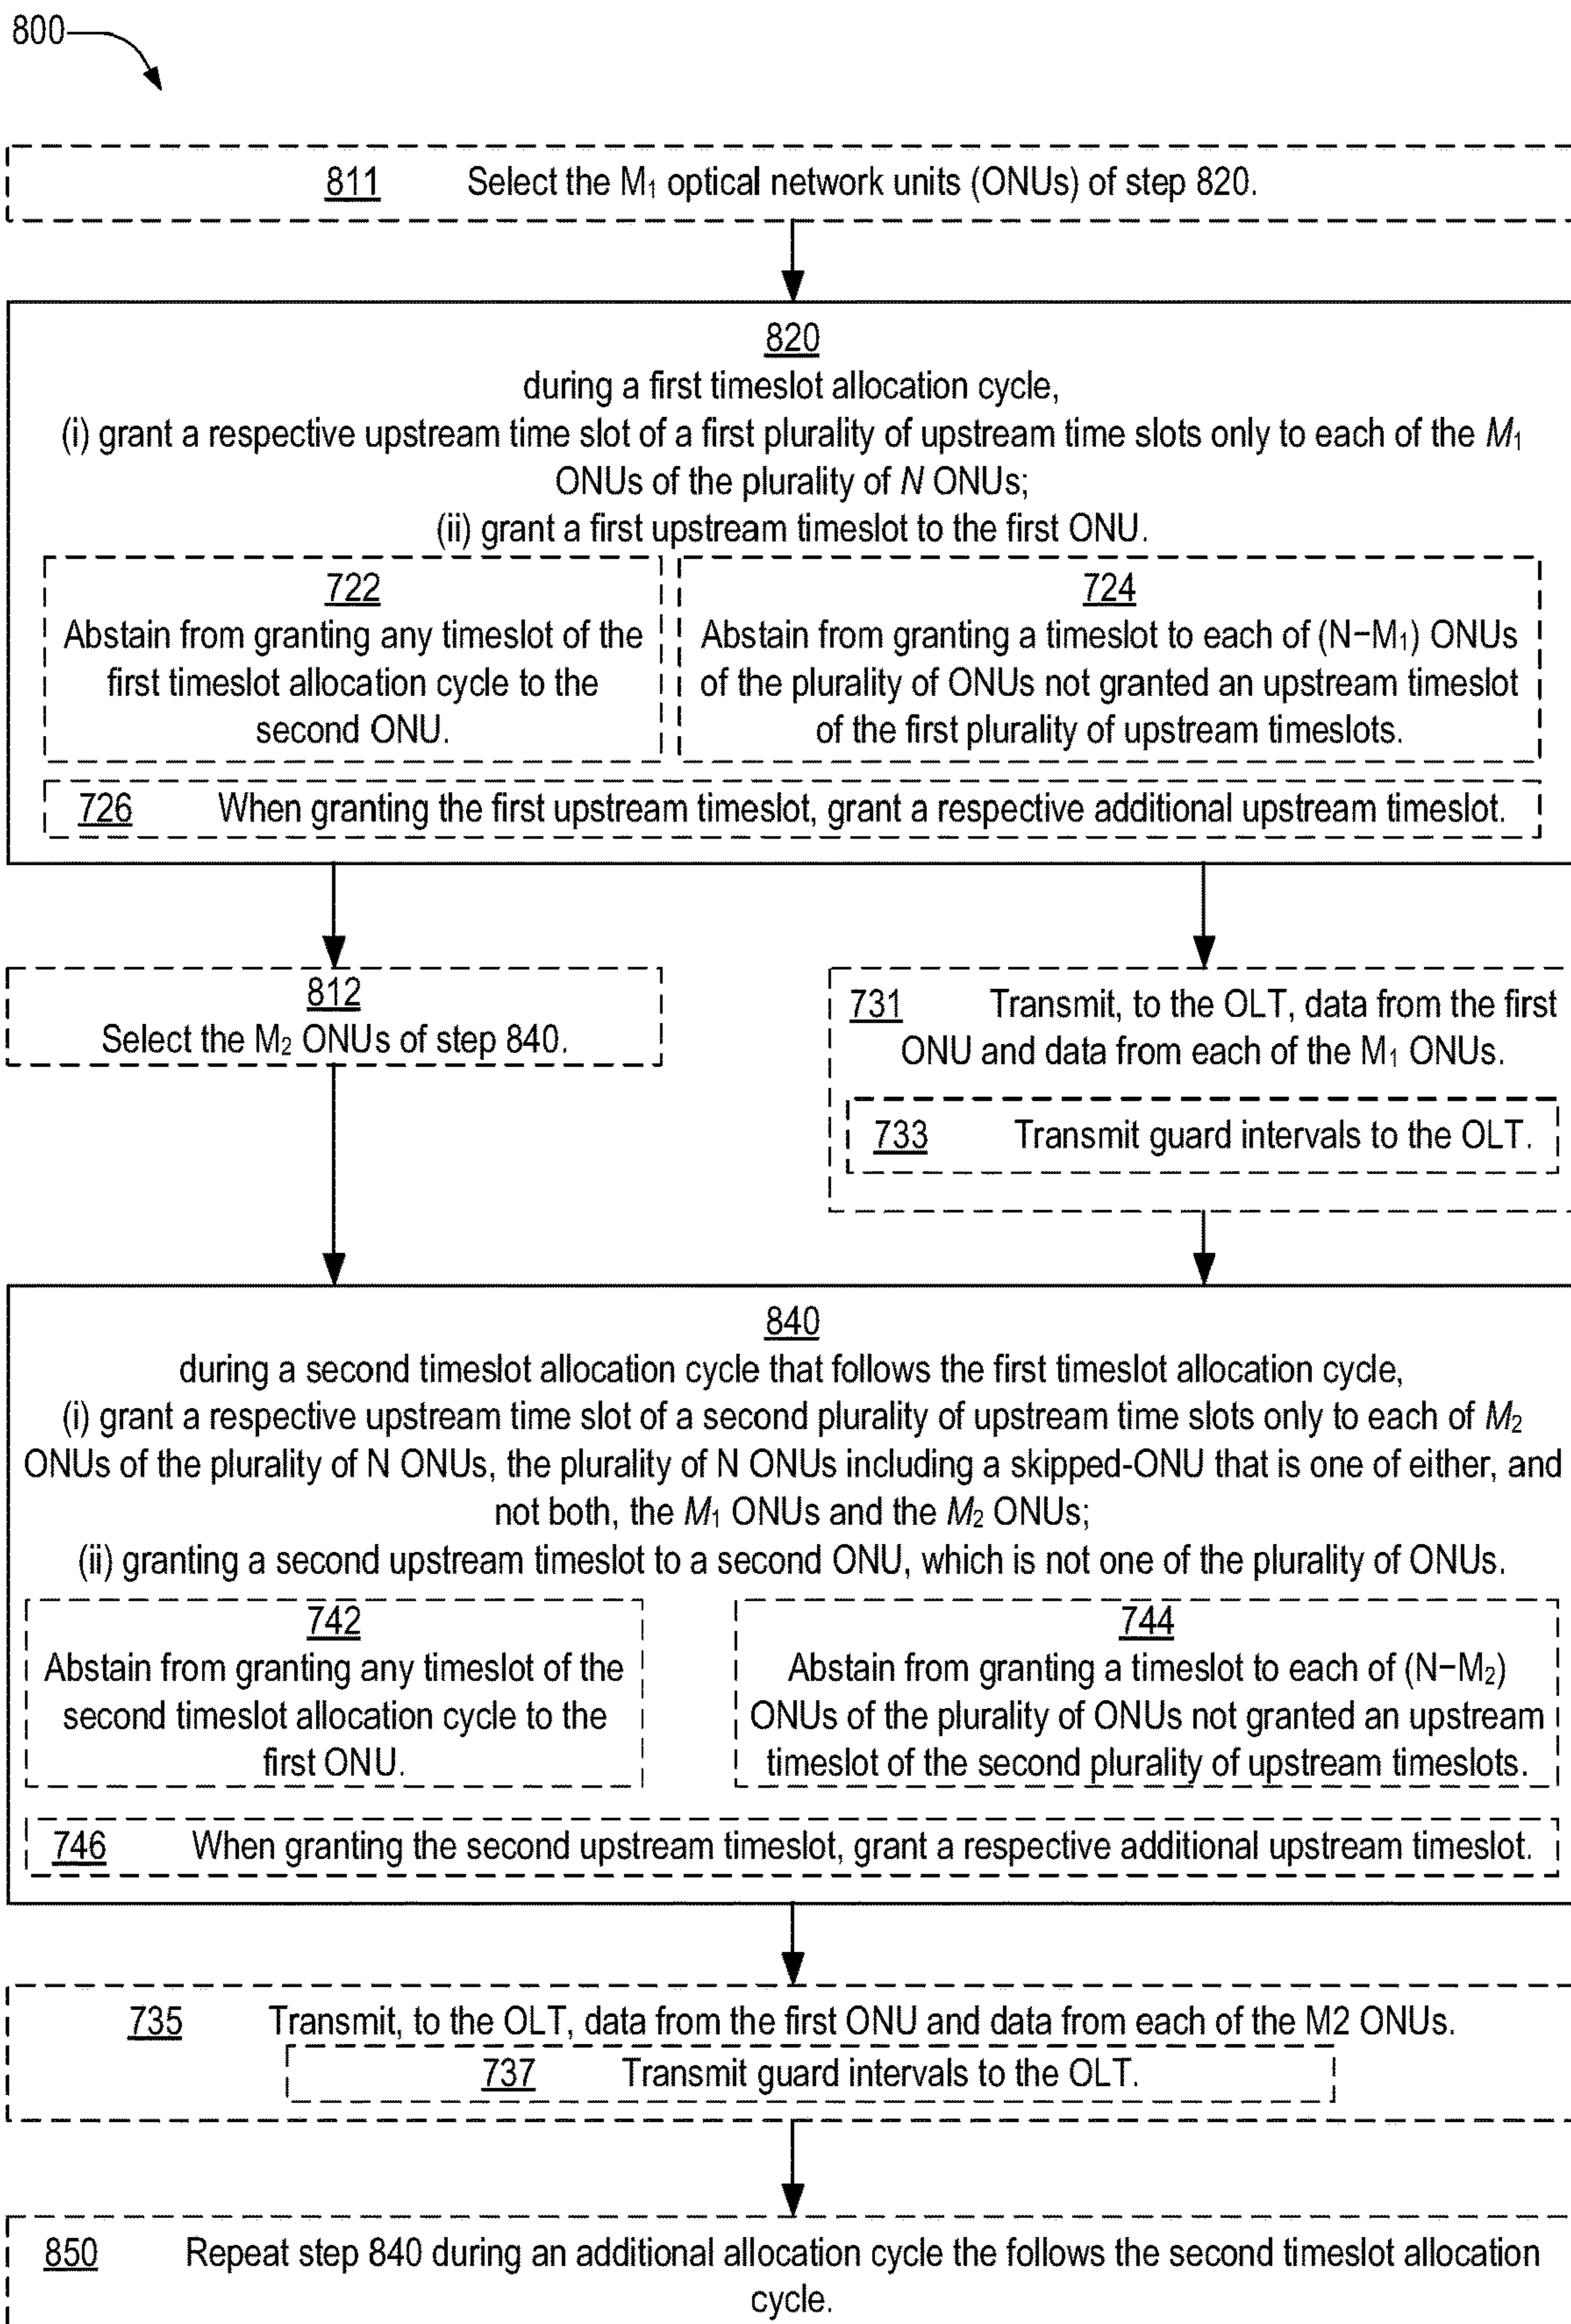 800
811 Select the M₁ optical network units (ONUs) of step 820.
820
during a first timeslot allocation cycle,
(i) grant a respective upstream time slot of a first plurality of upstream time slots only to each of the M₁
ONUs of the plurality of N ONUs;
(ii) grant a first upstream timeslot to the first ONU.
722
Abstain from granting any timeslot of the
first timeslot allocation cycle to the
second ONU.
724
Abstain from granting a timeslot to each of (N−M₁) ONUs
of the plurality of ONUs not granted an upstream timeslot
of the first plurality of upstream timeslots.
726 When granting the first upstream timeslot, grant a respective additional upstream timeslot.
812
Select the M₂ ONUs of step 840.
731 Transmit, to the OLT, data from the first
ONU and data from each of the M₁ ONUs.
733 Transmit guard intervals to the OLT.
840
during a second timeslot allocation cycle that follows the first timeslot allocation cycle,
(i) grant a respective upstream time slot of a second plurality of upstream time slots only to each of M₂
ONUs of the plurality of N ONUs, the plurality of N ONUs including a skipped-ONU that is one of either, and
not both, the M₁ ONUs and the M₂ ONUs;
(ii) granting a second upstream timeslot to a second ONU, which is not one of the plurality of ONUs.
742
Abstain from granting any timeslot of the
second timeslot allocation cycle to the
first ONU.
744
Abstain from granting a timeslot to each of (N−M₂)
ONUs of the plurality of ONUs not granted an upstream
timeslot of the second plurality of upstream timeslots.
746 When granting the second upstream timeslot, grant a respective additional upstream timeslot.
735 Transmit, to the OLT, data from the first ONU and data from each of the M2 ONUs.
737 Transmit guard intervals to the OLT.
850 Repeat step 840 during an additional allocation cycle the follows the second timeslot allocation
cycle.